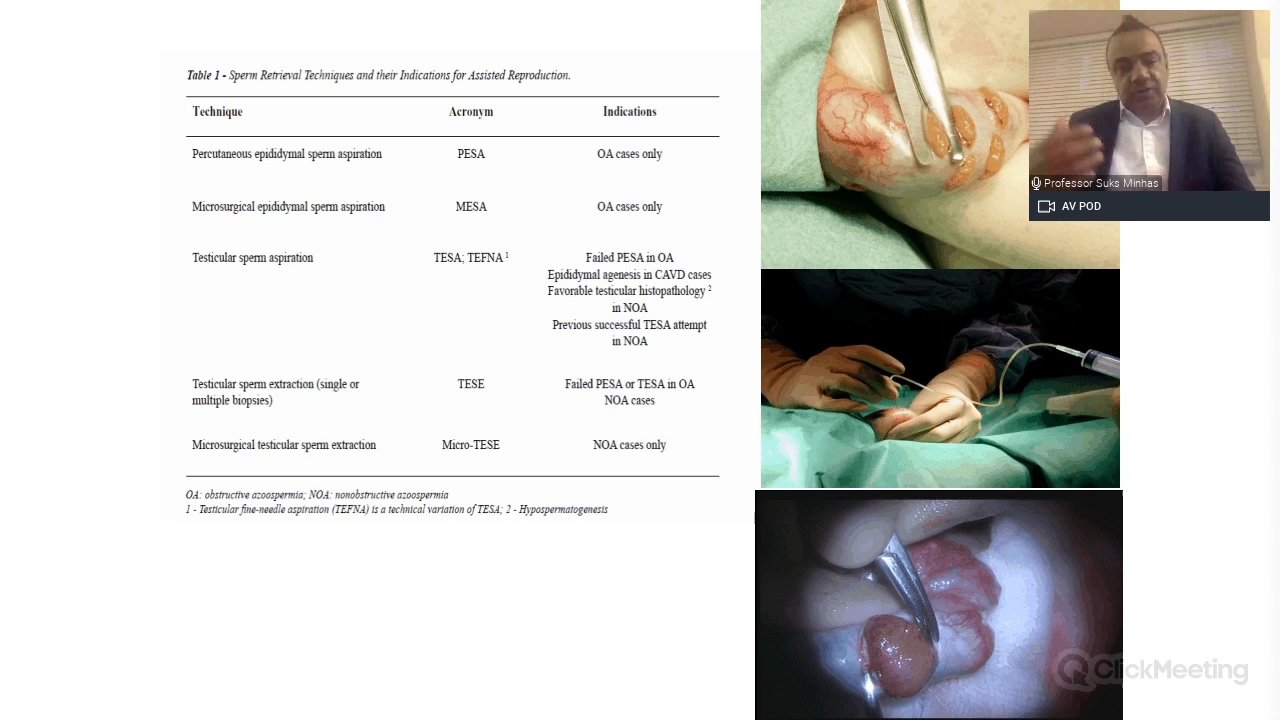 Table 1 - Sperm Retrieval Techniques and their Indications for Assisted Reproduction.
Technique Acronym Indications
Percutaneous epididymal sperm aspiration PESA OA cases only
Microsurgical epididymal sperm aspiration MESA OA cases only
Testicular sperm aspiration TESA; TEFNA 1 Failed PESA in OA
Epididymal agenesis in CAVD cases
Favorable testicular histopathology 2
in NOA
Previous successful TESA attempt
in NOA
Testicular sperm extraction (single or TESE Failed PESA or TESA in OA
multiple biopsies) NOA cases
Microsurgical testicular sperm extraction Micro-TESE NOA cases only
OA: obstructive azoospermia; NOA: nonobstructive azoospermia
1 - Testicular fine-needle aspiration (TEFNA) is a technical variation of TESA; 2 - Hypospermatogenesis
Professor Suks Minhas
AV POD
ClickMeeting